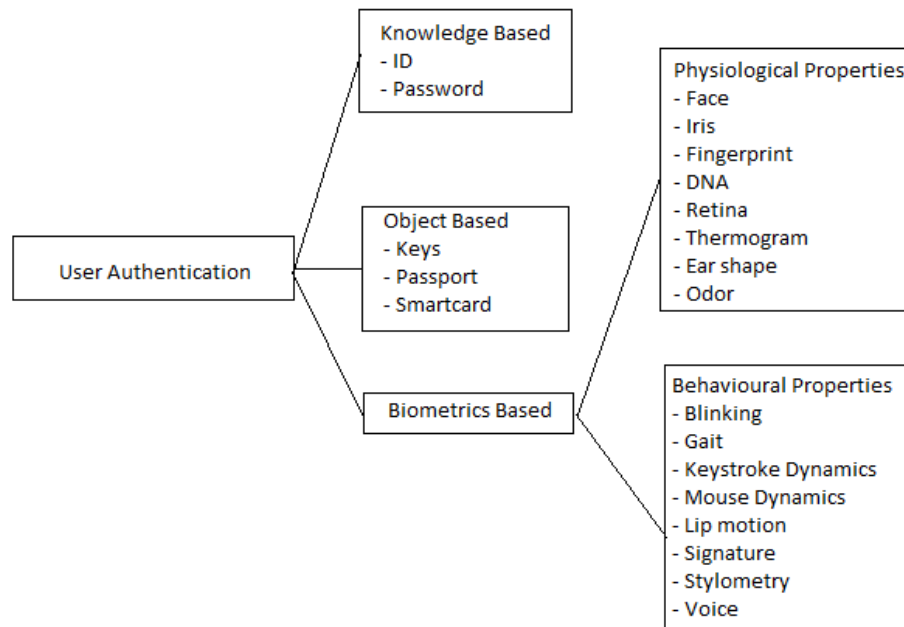 User Authentication
Knowledge Based
- ID
- Password
Object Based
- Keys
- Passport
- Smartcard
Biometrics Based
Physiological Properties
- Face
- Iris
- Fingerprint
- DNA
- Retina
- Thermogram
- Ear shape
- Odor
Behavioural Properties
- Blinking
- Gait
- Keystroke Dynamics
- Mouse Dynamics
- Lip motion
- Signature
- Stylometry
- Voice